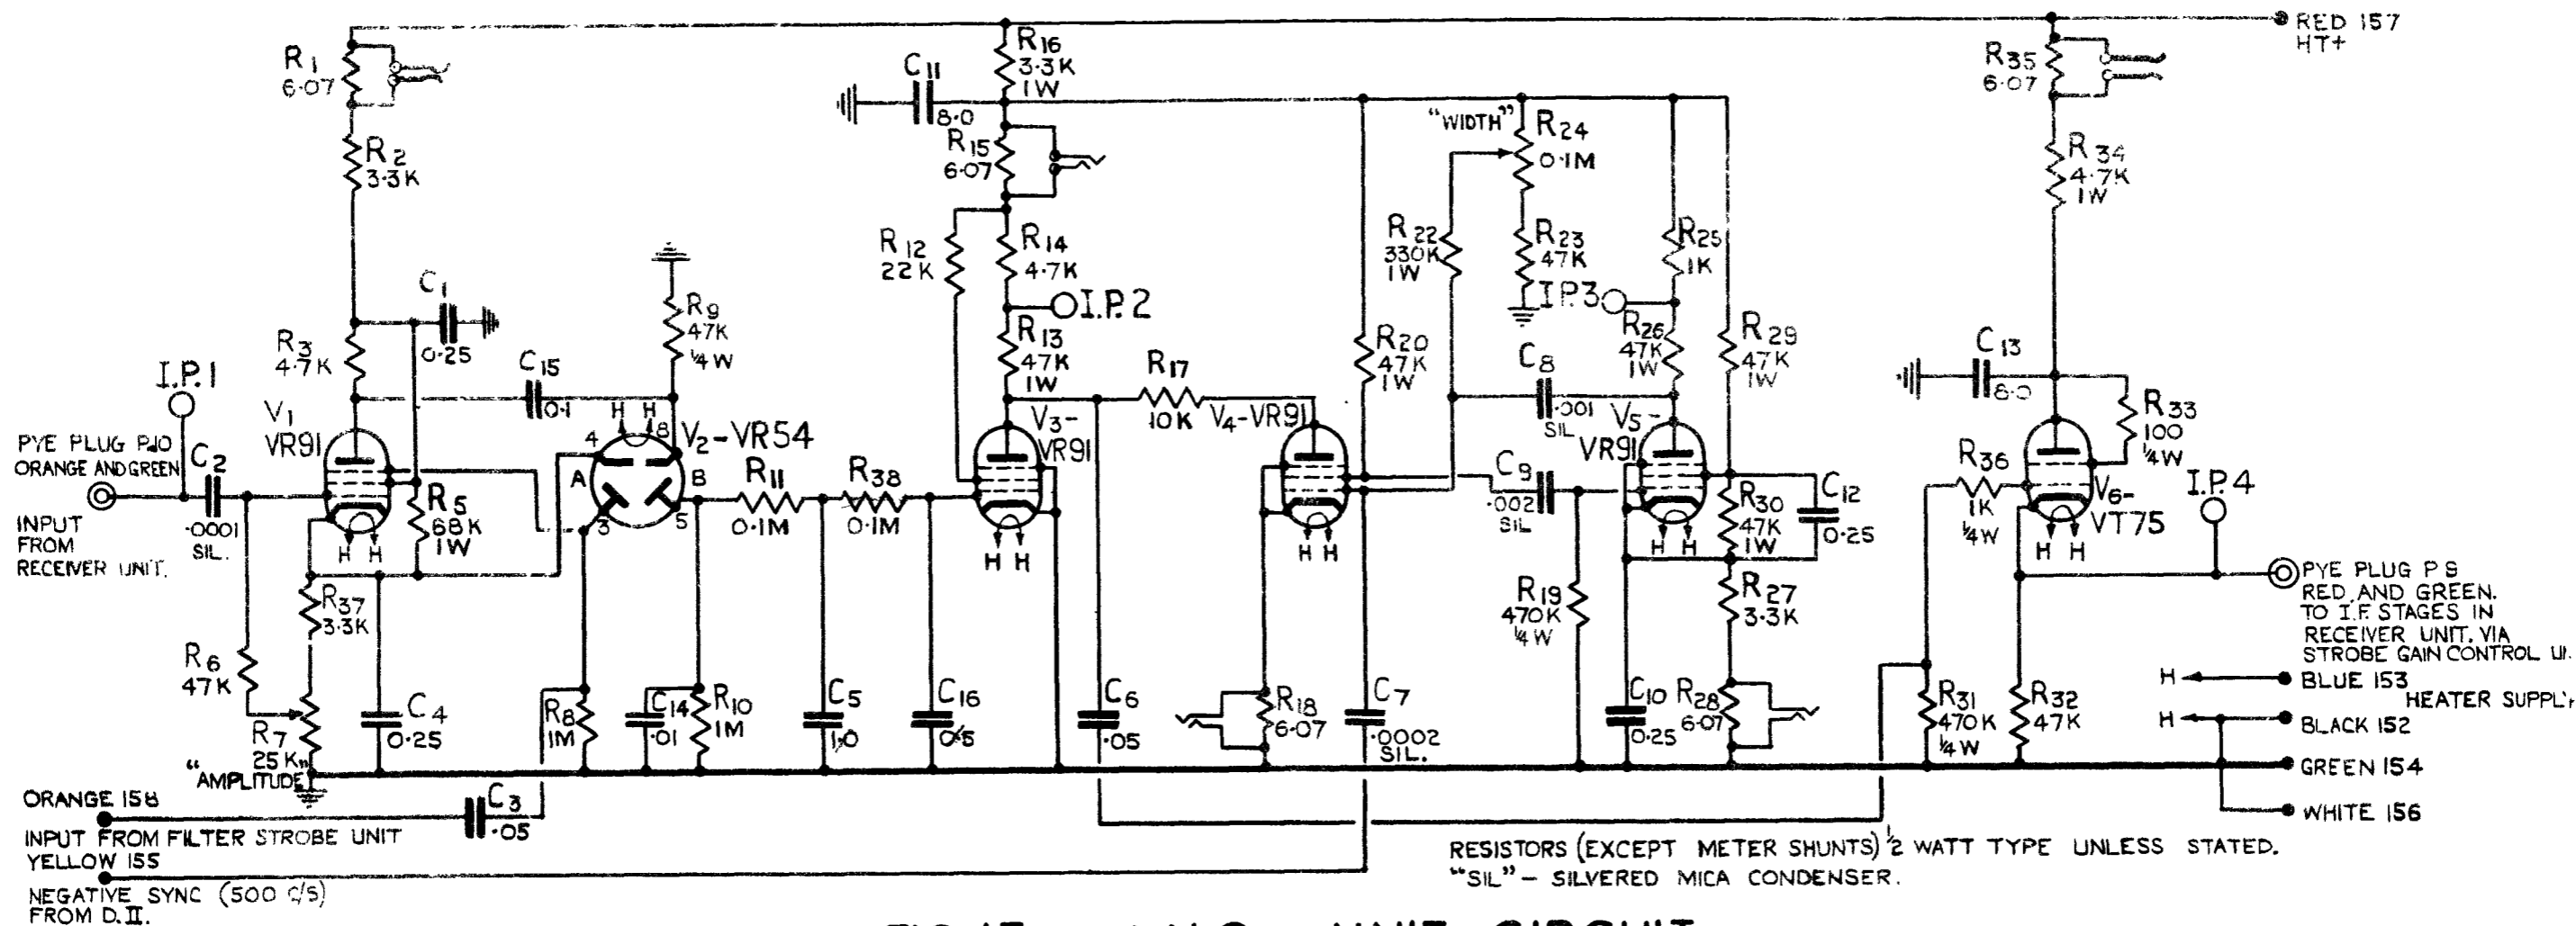 RED 157
HT+
R1
6·07
R2
3·3K
C1
0·25
R3
4·7K
I.P.1
V1
VR91
PYE PLUG P.10
ORANGE AND GREEN
C2
·0001
SIL.
INPUT
FROM
RECEIVER UNIT.
R5
68K
1W
R37
3·3K
R6
47K
R7
25K
"AMPLITUDE"
C4
0·25
C15
0·1
R9
47K
¼W
H H
4
8
V2-VR54
A
B
3
5
R8
1M
C14
·01
R10
1M
R11
0·1M
R38
0·1M
C5
1,0
C16
0·5
C11
8·0
R16
3·3K
1W
R15
6·07
R12
22K
R14
4·7K
I.P.2
R13
47K
1W
V3-
VR91
H H
R17
10K
V4-VR91
H H
C6
·05
R18
6·07
C7
·0002
SIL.
R20
47K
1W
"WIDTH"
R24
0·1M
R22
330K
1W
R23
47K
R25
1K
I.P.3
R26
47K
1W
R29
47K
1W
C8
·001
SIL
V5-
VR91
C9
·002
SIL
H H
R30
47K
1W
C12
0·25
R19
470K
¼W
R27
3·3K
C10
0·25
R28
6·07
R35
6·07
R34
4·7K
1W
C13
8·0
R33
100
¼W
R36
1K
¼W
V6-
VT75
H H
I.P.4
R31
470K
¼W
R32
47K
PYE PLUG P 9
RED AND GREEN.
TO I.F. STAGES IN
RECEIVER UNIT. VIA
STROBE GAIN CONTROL U
H
BLUE 153
HEATER SUPPLY
H
BLACK 152
GREEN 154
WHITE 156
ORANGE 158
C3
·05
INPUT FROM FILTER STROBE UNIT
YELLOW 155
NEGATIVE SYNC (500 C/S)
FROM D.II.
RESISTORS (EXCEPT METER SHUNTS) ½ WATT TYPE UNLESS STATED.
"SIL" – SILVERED MICA CONDENSER.
UNIT CIRCUIT
H H